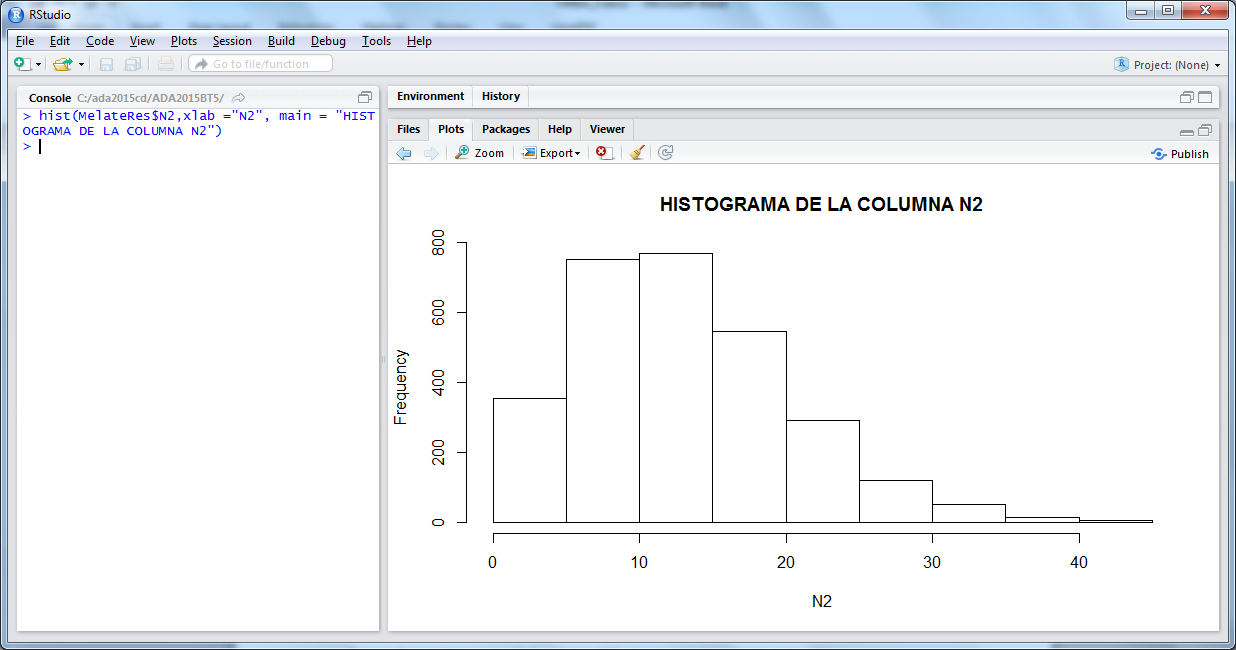 RStudio
File Edit Code View Plots Session Build Debug Tools Help
Go to file/function
Project: (None)
Console C:/ada2015cd/ADA2015BT5/
> hist(MelateRes$N2,xlab ="N2", main = "HIST
OGRAMA DE LA COLUMNA N2")
>
Environment History
Files Plots Packages Help Viewer
Zoom Export Publish
HISTOGRAMA DE LA COLUMNA N2
Frequency
800
600
400
200
0
0 10 20 30 40
N2